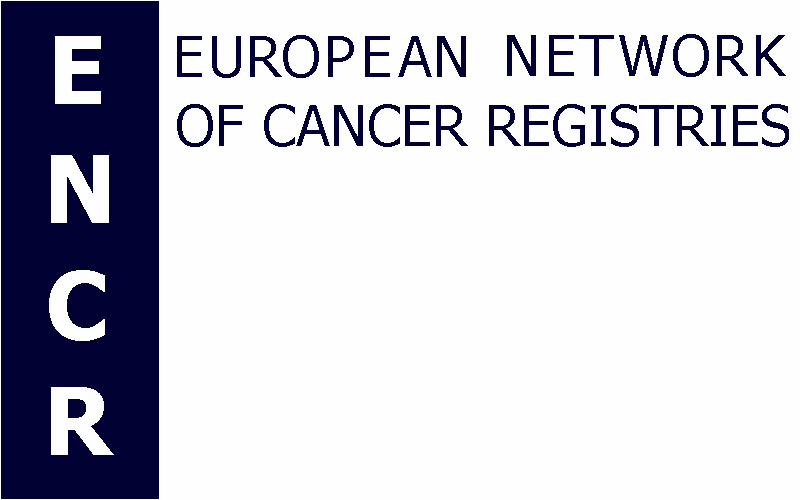 E
N
C
R
EUROPEAN NETWORK
OF CANCER REGISTRIES